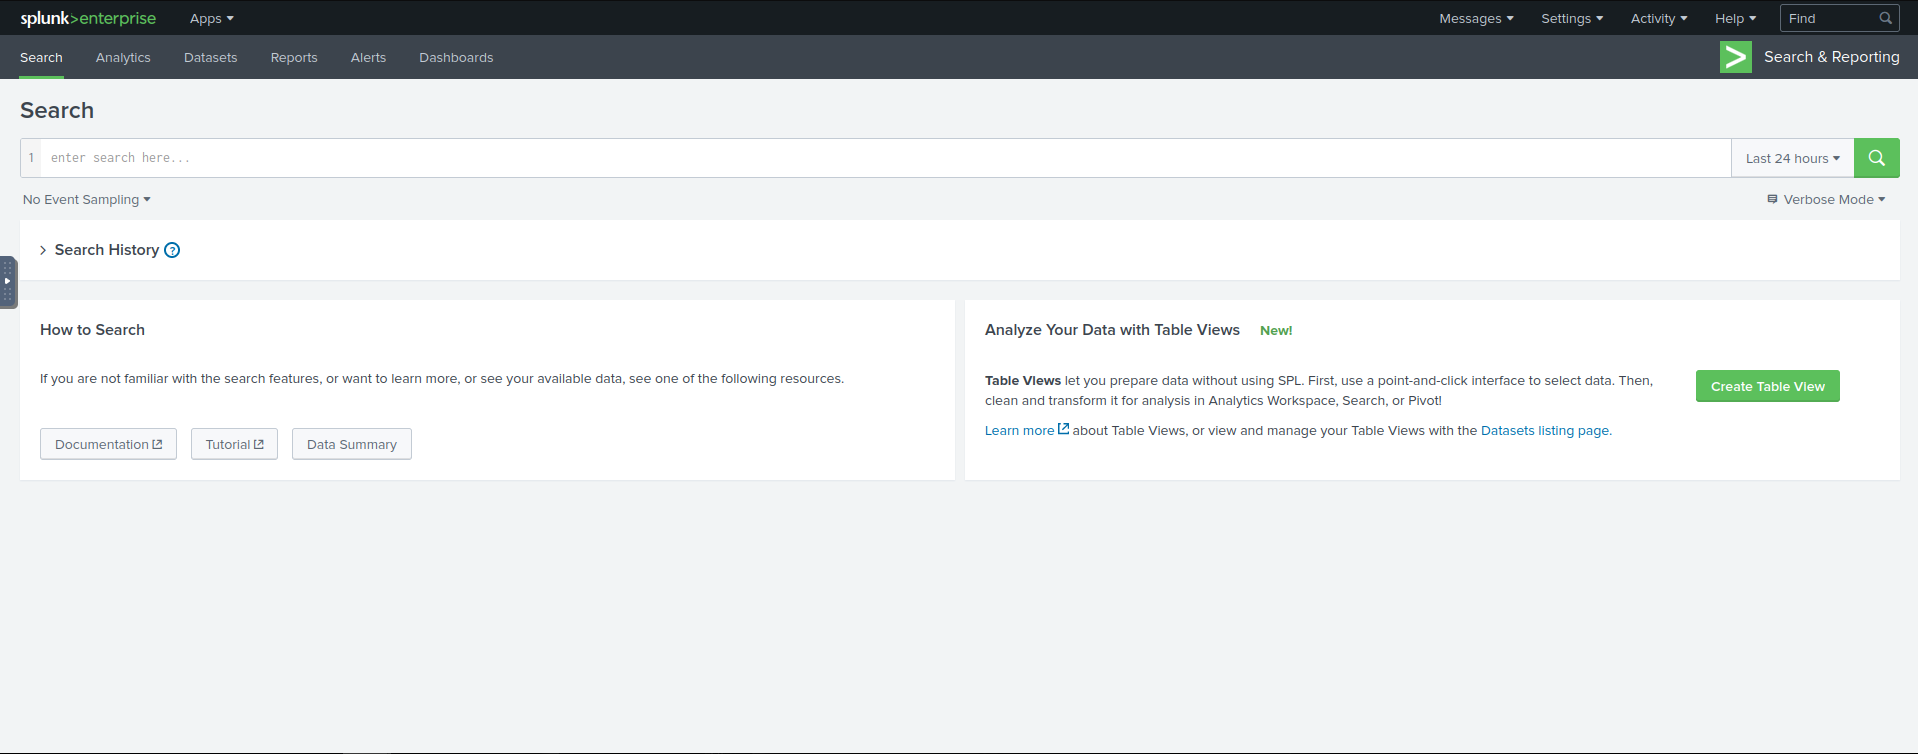 splunk>enterprise Apps Messages Settings Activity Help Find
Search Analytics Datasets Reports Alerts Dashboards Search & Reporting
Search
1 enter search here... Last 24 hours
No Event Sampling Verbose Mode
Search History ?
How to Search
If you are not familiar with the search features, or want to learn more, or see your available data, see one of the following resources.
Documentation Tutorial Data Summary
Analyze Your Data with Table Views New!
Table Views let you prepare data without using SPL. First, use a point-and-click interface to select data. Then,
clean and transform it for analysis in Analytics Workspace, Search, or Pivot!
Create Table View
Learn more about Table Views, or view and manage your Table Views with the Datasets listing page.